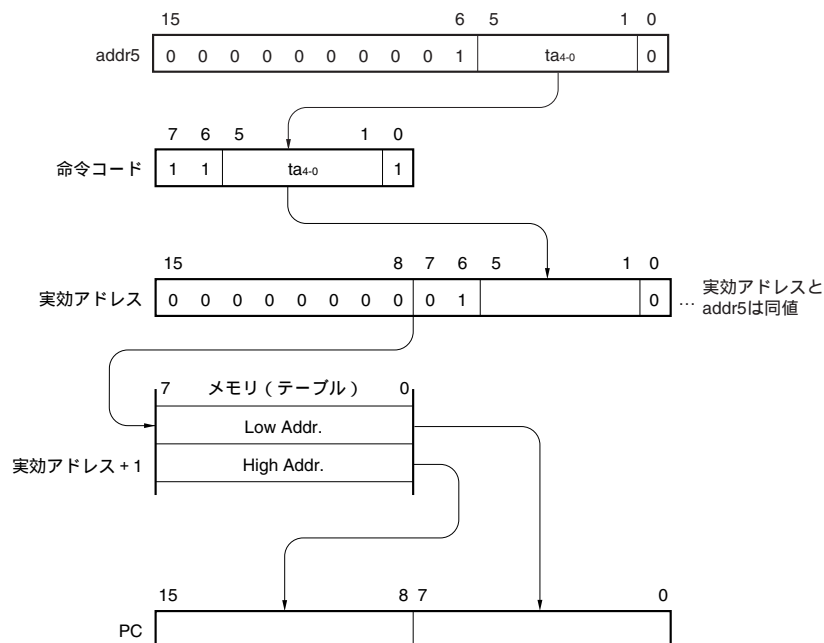 15 6 5 1 0
addr5 0 0 0 0 0 0 0 0 0 1 ta4-0 0
7 6 5 1 0
命令コード 1 1 ta4-0 1
15 8 7 6 5 1 0
実効アドレス 0 0 0 0 0 0 0 0 0 1 0 … 実効アドレスと
addr5は同値
7 メモリ(テーブル) 0
Low Addr.
実効アドレス+1 High Addr.
15 8 7 0
PC